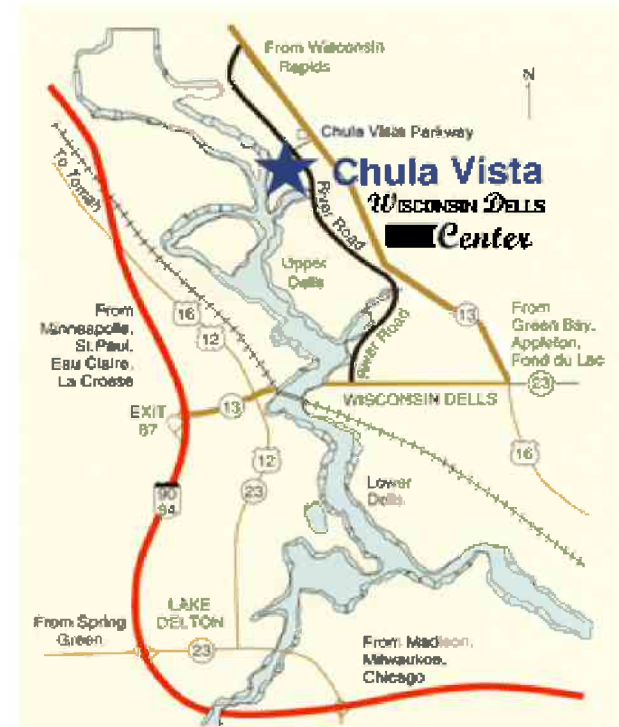 From Wisconsin
Rapids
N
Chula Vista Parkway
To Tomah
Chula Vista
WISCONSIN DELLS
Center
River Road
Upper
Dells
From
Minneapolis,
St. Paul,
Eau Claire,
La Crosse
16
12
13
From
Green Bay,
Appleton,
Fond du Lac
River Road
23
WISCONSIN DELLS
EXIT
87
13
12
16
23
Lower
Dells
90
94
LAKE
DELTON
From Spring
Green
23
From Madison,
Milwaukee,
Chicago